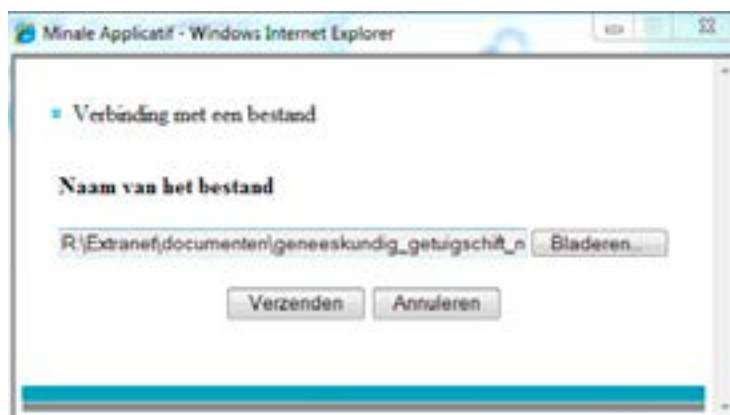 Minale Applicatif - Windows Internet Explorer
Verbinding met een bestand
Naam van het bestand
R:\Extranet\documenten\geneeskundig_getuigschift_n Bladeren...
Verzenden Annuleren